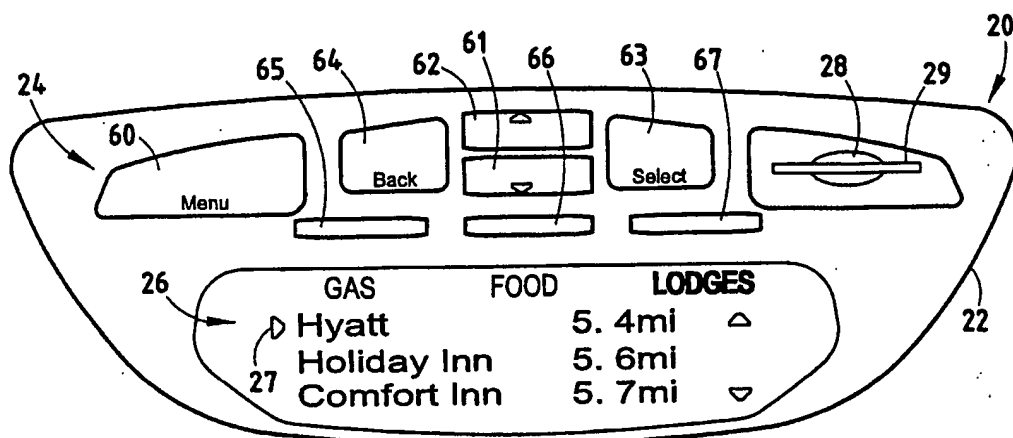 20
61
64 62 66 63 67 28 29
65
24 60
Back Select
Menu
26 GAS FOOD LODGES
Hyatt 5. 4mi
22
Holiday Inn 5. 6mi
27 Comfort Inn 5. 7mi